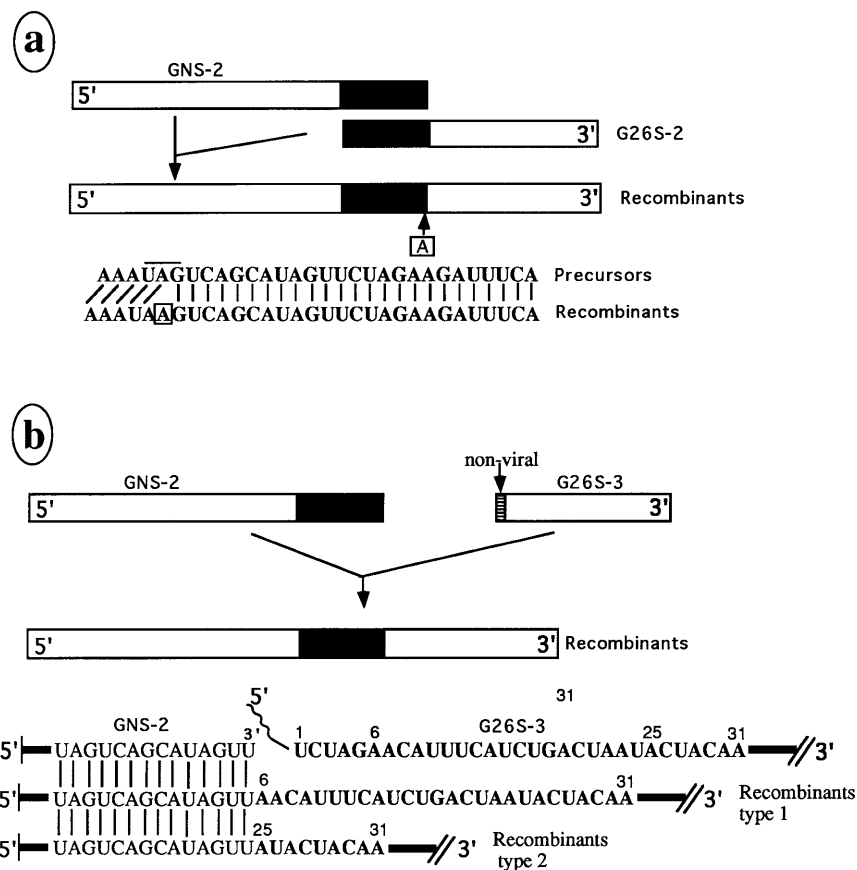 a
GNS-2
5'
3' G26S-2
5' 3' Recombinants
A
AAAUAGUCAGCAUAGUUCUAGAAGAUUUCA Precursors
AAAUAAGUCAGCAUAGUUCUAGAAGAUUUCA Recombinants
b
non-viral
GNS-2 G26S-3
5' 3'
5' 3' Recombinants
5' 31
GNS-2 3' 1 6 G26S-3 25 31
5' UAGUCAGCAUAGUU UCUAGAACAUUUCAUCUGACUAAUACUACAA 3'
6 31
5' UAGUCAGCAUAGUUAACAUUUCAUCUGACUAAUACUACAA 3' Recombinants
type 1
25 31
5' UAGUCAGCAUAGUUAUACUACAA 3' Recombinants
type 2